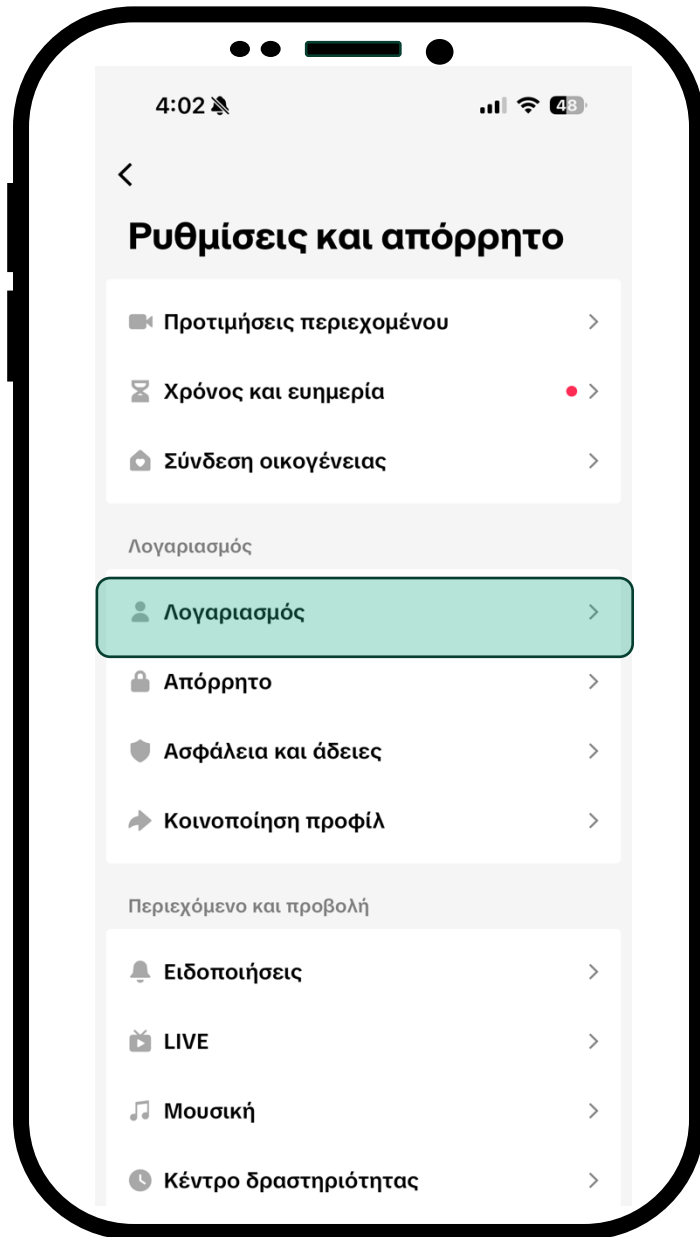 4:02
48
Ρυθμίσεις και απόρρητο
Προτιμήσεις περιεχομένου
Χρόνος και ευημερία
Σύνδεση οικογένειας
Λογαριασμός
Λογαριασμός
Απόρρητο
Ασφάλεια και άδειες
Κοινοποίηση προφίλ
Περιεχόμενο και προβολή
Ειδοποιήσεις
LIVE
Μουσική
Κέντρο δραστηριότητας